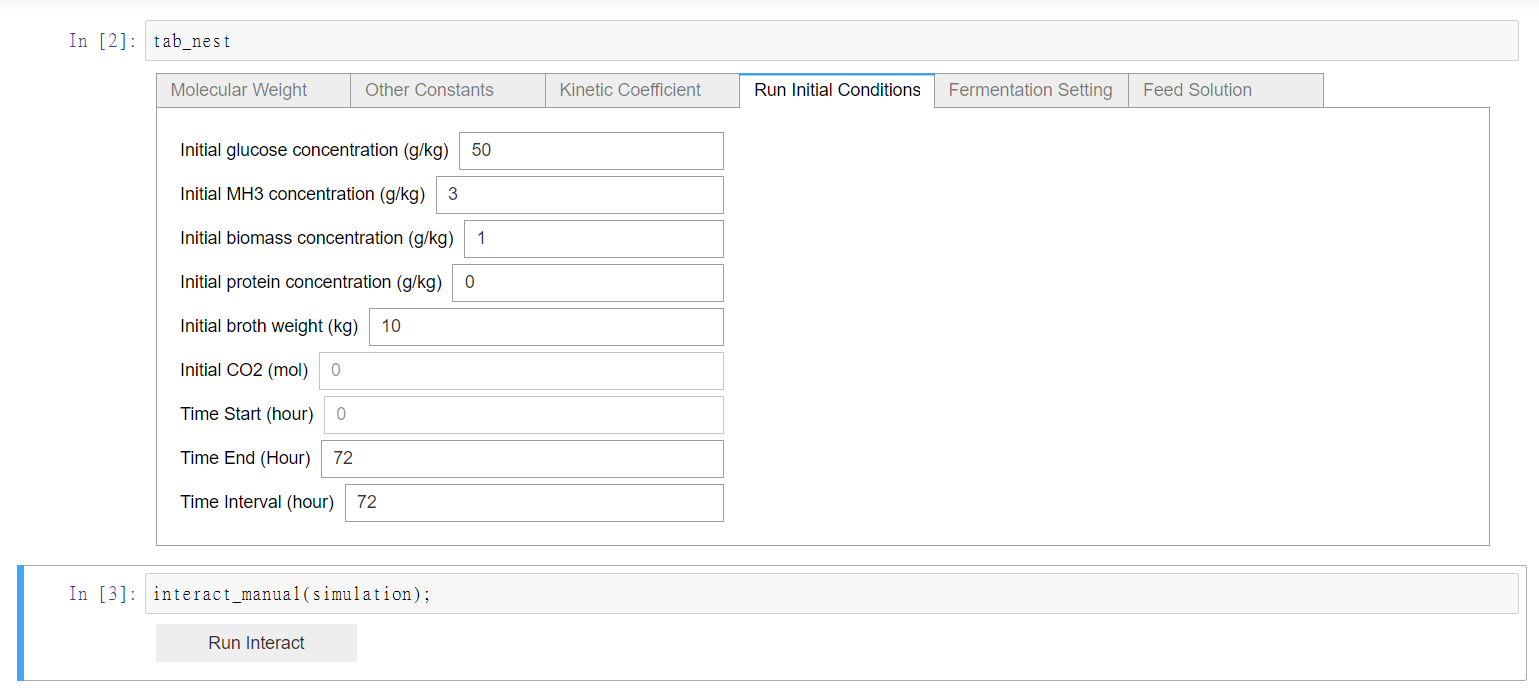 In [2]: tab_nest
Molecular Weight Other Constants Kinetic Coefficient Run Initial Conditions Fermentation Setting Feed Solution
Initial glucose concentration (g/kg) 50
Initial MH3 concentration (g/kg) 3
Initial biomass concentration (g/kg) 1
Initial protein concentration (g/kg) 0
Initial broth weight (kg) 10
Initial CO2 (mol) 0
Time Start (hour) 0
Time End (Hour) 72
Time Interval (hour) 72
In [3]: interact_manual(simulation);
Run Interact